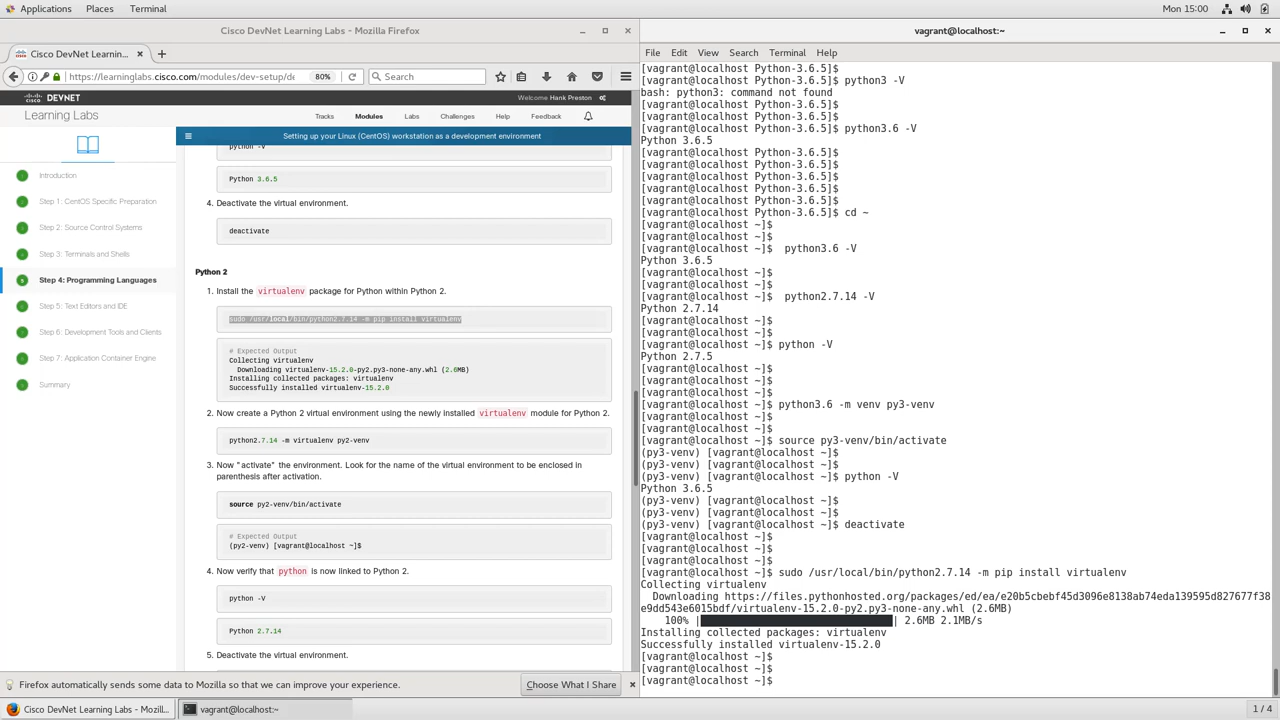 Applications Places Terminal Mon 15:00
Cisco DevNet Learning Labs - Mozilla Firefox
Cisco DevNet Learnin...
https://learninglabs.cisco.com/modules/dev-setup/de 80% Search
CISCO DEVNET Welcome Hank Preston
Learning Labs Tracks Modules Labs Challenges Help Feedback
Setting up your Linux (CentOS) workstation as a development environment
Introduction
Step 1: CentOS Specific Preparation
Step 2: Source Control Systems
Step 3: Terminals and Shells
Step 4: Programming Languages
Step 5: Text Editors and IDE
Step 6: Development Tools and Clients
Step 7: Application Container Engine
Summary
python -V
Python 3.6.5
4. Deactivate the virtual environment.
deactivate
Python 2
1. Install the virtualenv package for Python within Python 2.
sudo /usr/local/bin/python2.7.14 -m pip install virtualenv
# Expected Output
Collecting virtualenv
Downloading virtualenv-15.2.0-py2.py3-none-any.whl (2.6MB)
Installing collected packages: virtualenv
Successfully installed virtualenv-15.2.0
2. Now create a Python 2 virtual environment using the newly installed virtualenv module for Python 2.
python2.7.14 -m virtualenv py2-venv
3. Now "activate" the environment. Look for the name of the virtual environment to be enclosed in
parenthesis after activation.
source py2-venv/bin/activate
# Expected Output
(py2-venv) [vagrant@localhost ~]$
4. Now verify that python is now linked to Python 2.
python -V
Python 2.7.14
5. Deactivate the virtual environment.
Firefox automatically sends some data to Mozilla so that we can improve your experience. Choose What I Share
vagrant@localhost:~
File Edit View Search Terminal Help
[vagrant@localhost Python-3.6.5]$
[vagrant@localhost Python-3.6.5]$ python3 -V
bash: python3: command not found
[vagrant@localhost Python-3.6.5]$
[vagrant@localhost Python-3.6.5]$
[vagrant@localhost Python-3.6.5]$ python3.6 -V
Python 3.6.5
[vagrant@localhost Python-3.6.5]$
[vagrant@localhost Python-3.6.5]$
[vagrant@localhost Python-3.6.5]$
[vagrant@localhost Python-3.6.5]$
[vagrant@localhost Python-3.6.5]$
[vagrant@localhost Python-3.6.5]$ cd ~
[vagrant@localhost ~]$
[vagrant@localhost ~]$
[vagrant@localhost ~]$ python3.6 -V
Python 3.6.5
[vagrant@localhost ~]$
[vagrant@localhost ~]$
[vagrant@localhost ~]$ python2.7.14 -V
Python 2.7.14
[vagrant@localhost ~]$
[vagrant@localhost ~]$
[vagrant@localhost ~]$ python -V
Python 2.7.5
[vagrant@localhost ~]$
[vagrant@localhost ~]$
[vagrant@localhost ~]$
[vagrant@localhost ~]$ python3.6 -m venv py3-venv
[vagrant@localhost ~]$
[vagrant@localhost ~]$
[vagrant@localhost ~]$ source py3-venv/bin/activate
(py3-venv) [vagrant@localhost ~]$
(py3-venv) [vagrant@localhost ~]$
(py3-venv) [vagrant@localhost ~]$ python -V
Python 3.6.5
(py3-venv) [vagrant@localhost ~]$
(py3-venv) [vagrant@localhost ~]$
(py3-venv) [vagrant@localhost ~]$ deactivate
[vagrant@localhost ~]$
[vagrant@localhost ~]$
[vagrant@localhost ~]$
[vagrant@localhost ~]$ sudo /usr/local/bin/python2.7.14 -m pip install virtualenv
Collecting virtualenv
Downloading https://files.pythonhosted.org/packages/ed/ea/e20b5cbebf45d3096e8138ab74eda139595d827677f38
e9dd543e6015bdf/virtualenv-15.2.0-py2.py3-none-any.whl (2.6MB)
100% | | 2.6MB 2.1MB/s
Installing collected packages: virtualenv
Successfully installed virtualenv-15.2.0
[vagrant@localhost ~]$
[vagrant@localhost ~]$
[vagrant@localhost ~]$
Cisco DevNet Learning Labs - Mozill... vagrant@localhost:~ 1 / 4